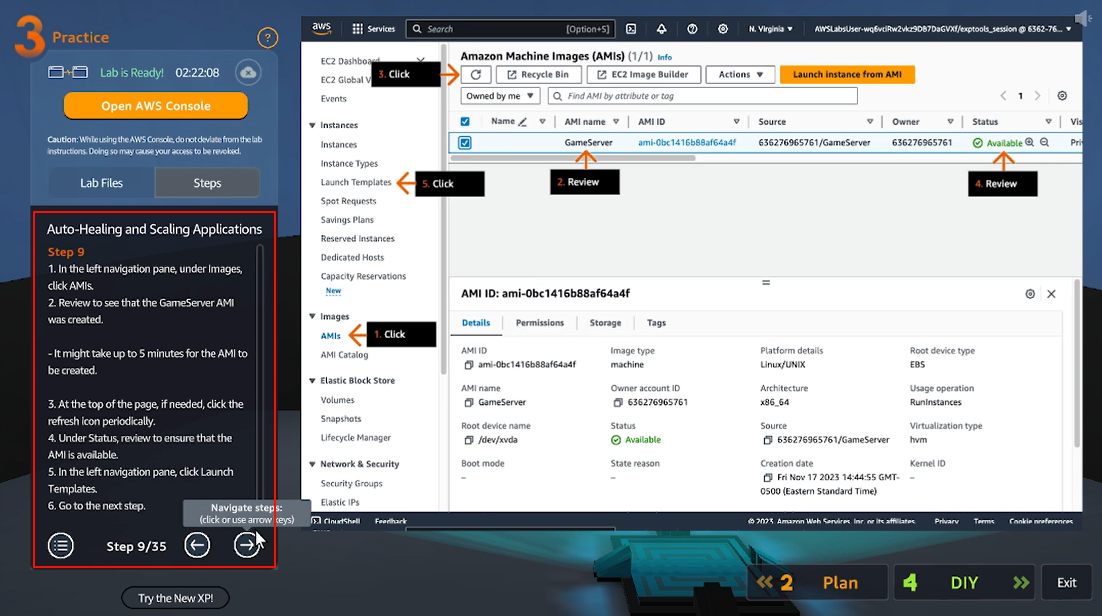 3 Practice
?
Lab is Ready! 02:22:08
Open AWS Console
Caution: While using the AWS Console, do not deviate from the lab
instructions. Doing so may cause your access to be revoked.
Lab Files
Steps
Auto-Healing and Scaling Applications
Step 9
1. In the left navigation pane, under Images,
click AMIs.
2. Review to see that the GameServer AMI
was created.
- It might take up to 5 minutes for the AMI to
be created.
3. At the top of the page, if needed, click the
refresh icon periodically.
4. Under Status, review to ensure that the
AMI is available.
5. In the left navigation pane, click Launch
Templates.
6. Go to the next step.
Navigate steps:
(click or use arrow keys)
Step 9/35
Try the New XP!
aws
Services
Search
[Option+S]
N. Virginia
AWSLabsUser-wq6vciRw2vkz9DB7DaGVXf/exptools_session @ 6362-76...
EC2 Dashboard
EC2 Global V
Events
Instances
Instances
Instance Types
Launch Templates
Spot Requests
Savings Plans
Reserved Instances
Dedicated Hosts
Capacity Reservations
New
Images
AMIs
AMI Catalog
Elastic Block Store
Volumes
Snapshots
Lifecycle Manager
Network & Security
Security Groups
Elastic IPs
3. Click
5. Click
1. Click
Amazon Machine Images (AMIs) (1/1) Info
Recycle Bin
EC2 Image Builder
Actions
Launch instance from AMI
Owned by me
Find AMI by attribute or tag
1
Name
AMI name
AMI ID
Source
Owner
Status
Vis
GameServer
ami-0bc1416b88af64a4f
636276965761/GameServer
636276965761
Available
Pri
2. Review
4. Review
AMI ID: ami-0bc1416b88af64a4f
Details
Permissions
Storage
Tags
AMI ID
ami-0bc1416b88af64a4f
Image type
machine
Platform details
Linux/UNIX
Root device type
EBS
AMI name
GameServer
Owner account ID
636276965761
Architecture
x86_64
Usage operation
RunInstances
Root device name
/dev/xvda
Status
Available
Source
636276965761/GameServer
Virtualization type
hvm
Boot mode
–
State reason
–
Creation date
Fri Nov 17 2023 14:44:55 GMT-
0500 (Eastern Standard Time)
Kernel ID
–
CloudShell
Feedback
© 2023, Amazon Web Services, Inc. or its affiliates.
Privacy
Terms
Cookie preferences
2 Plan
4 DIY
Exit